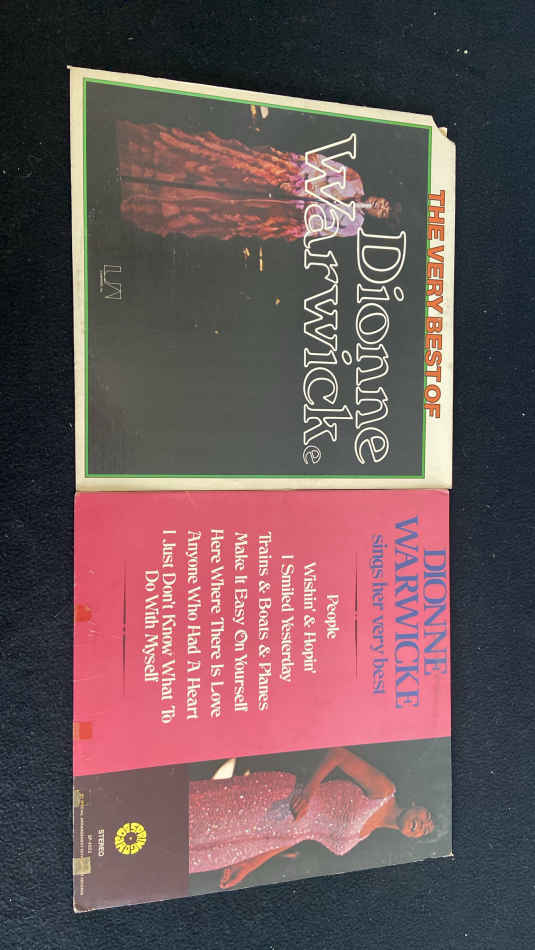 THE VERY BEST OF
Dionne
Warwicke
DIONNE
WARWICKE
sings her very best
People
Wishin' & Hopin'
I Smiled Yesterday
Trains & Boats & Planes
Make It Easy On Yourself
Here Where There Is Love
Anyone Who Had A Heart
I Just Don't Know What To
Do With Myself
STEREO